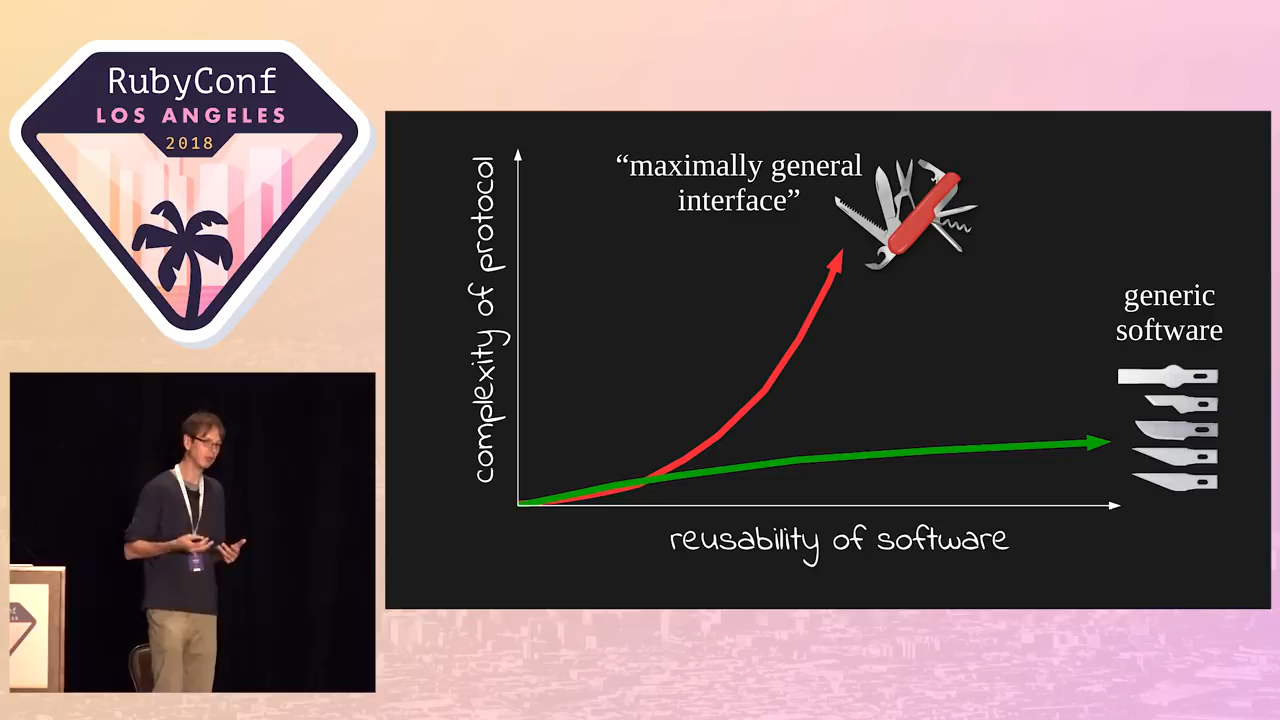 RubyConf
LOS ANGELES
2018
“maximally general
interface”
complexity of protocol
generic
software
reusability of software